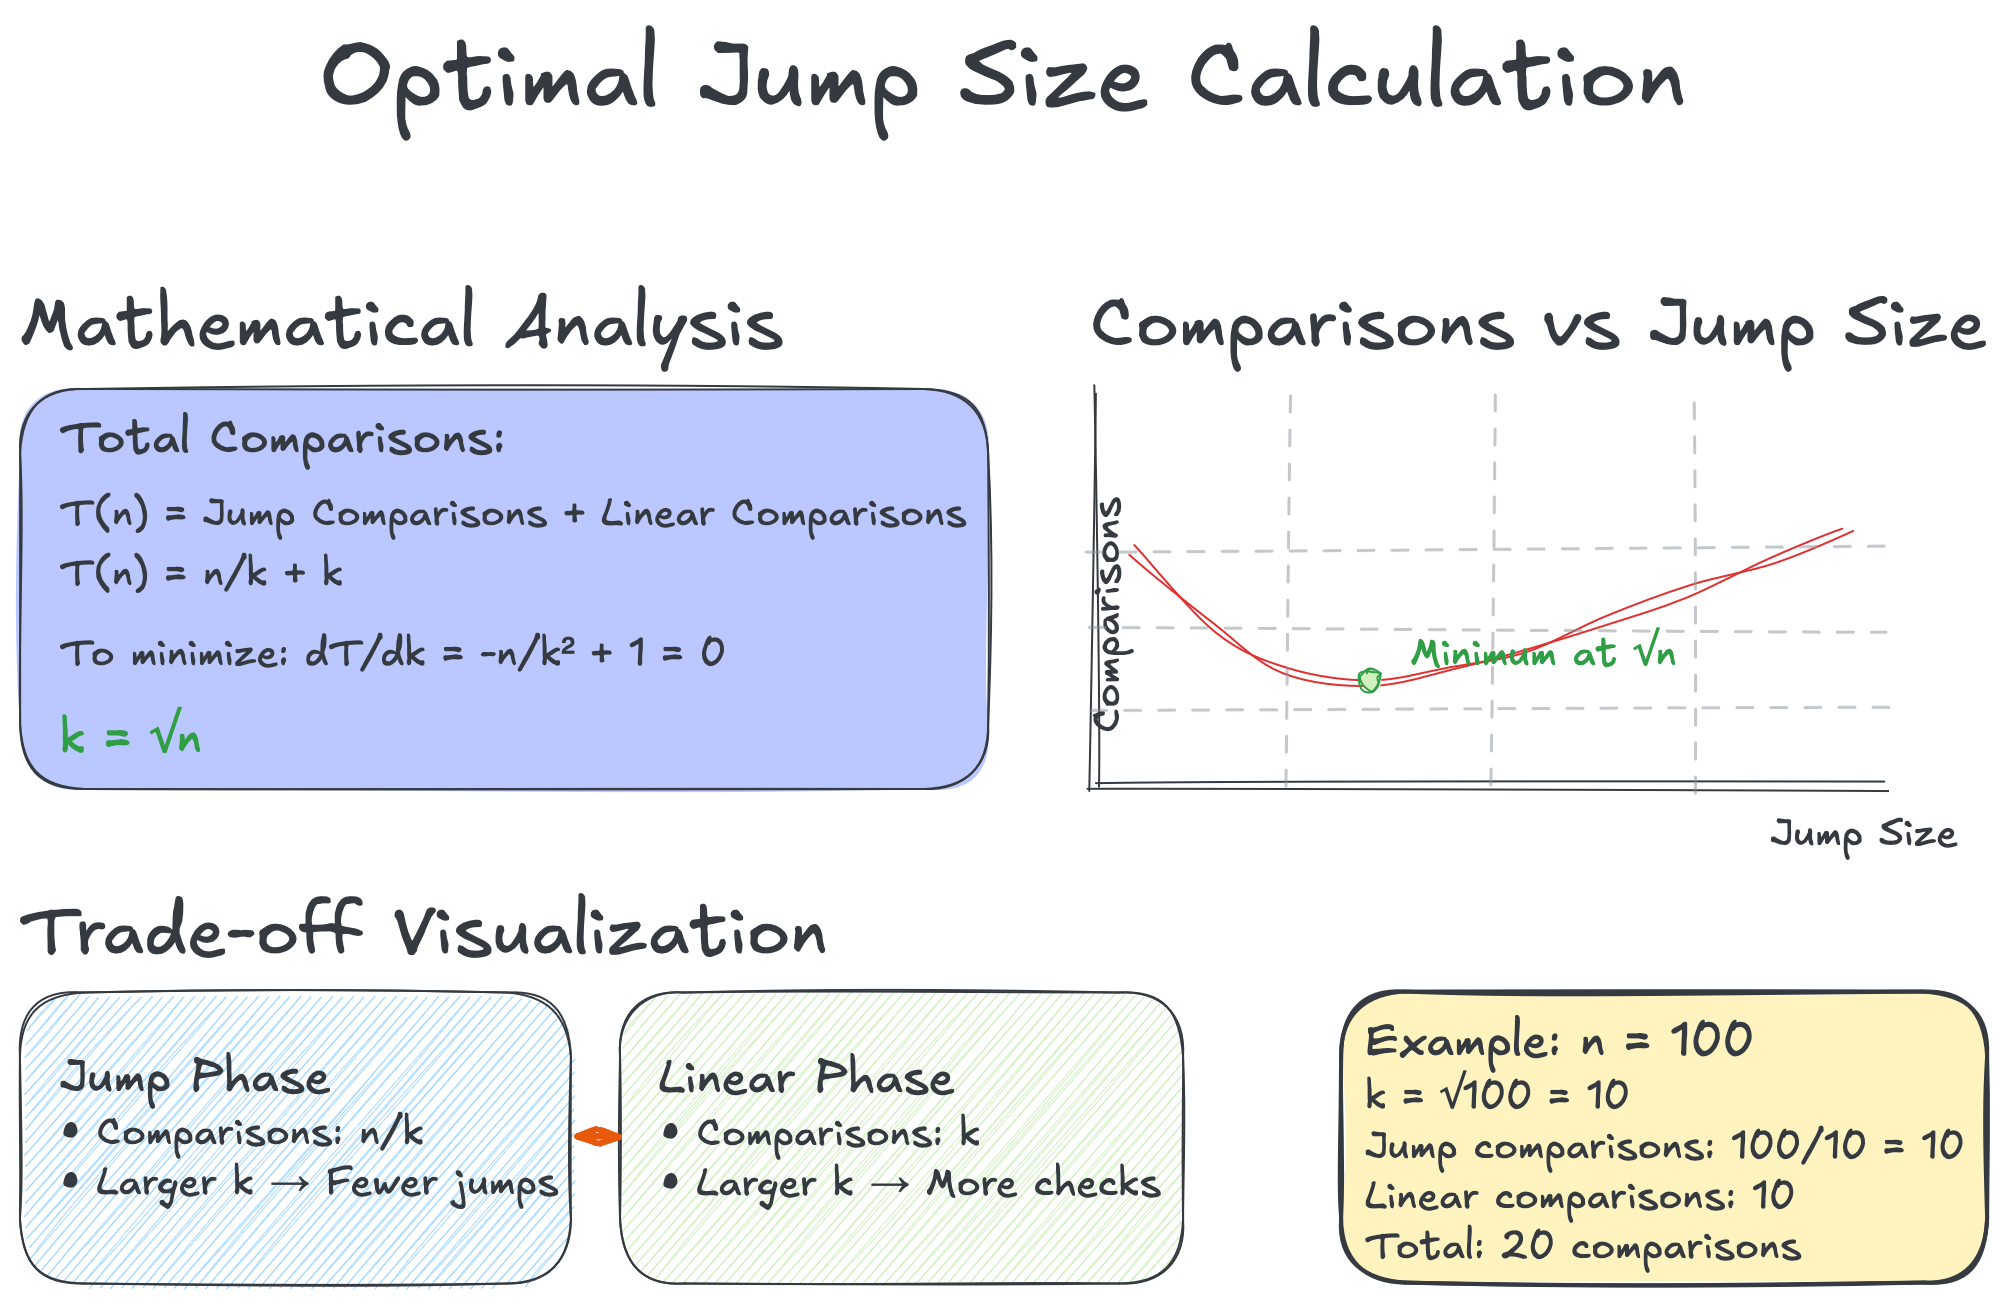 Optimal Jump Size Calculation
Mathematical Analysis
Total Comparisons:
T(n) = Jump Comparisons + Linear Comparisons
T(n) = n/k + k
To minimize: dT/dk = -n/k² + 1 = 0
k = √n
Comparisons vs Jump Size
Comparisons
Minimum at √n
Jump Size
Trade-off Visualization
Jump Phase
• Comparisons: n/k
• Larger k → Fewer jumps
Linear Phase
• Comparisons: k
• Larger k → More checks
Example: n = 100
k = √100 = 10
Jump comparisons: 100/10 = 10
Linear comparisons: 10
Total: 20 comparisons